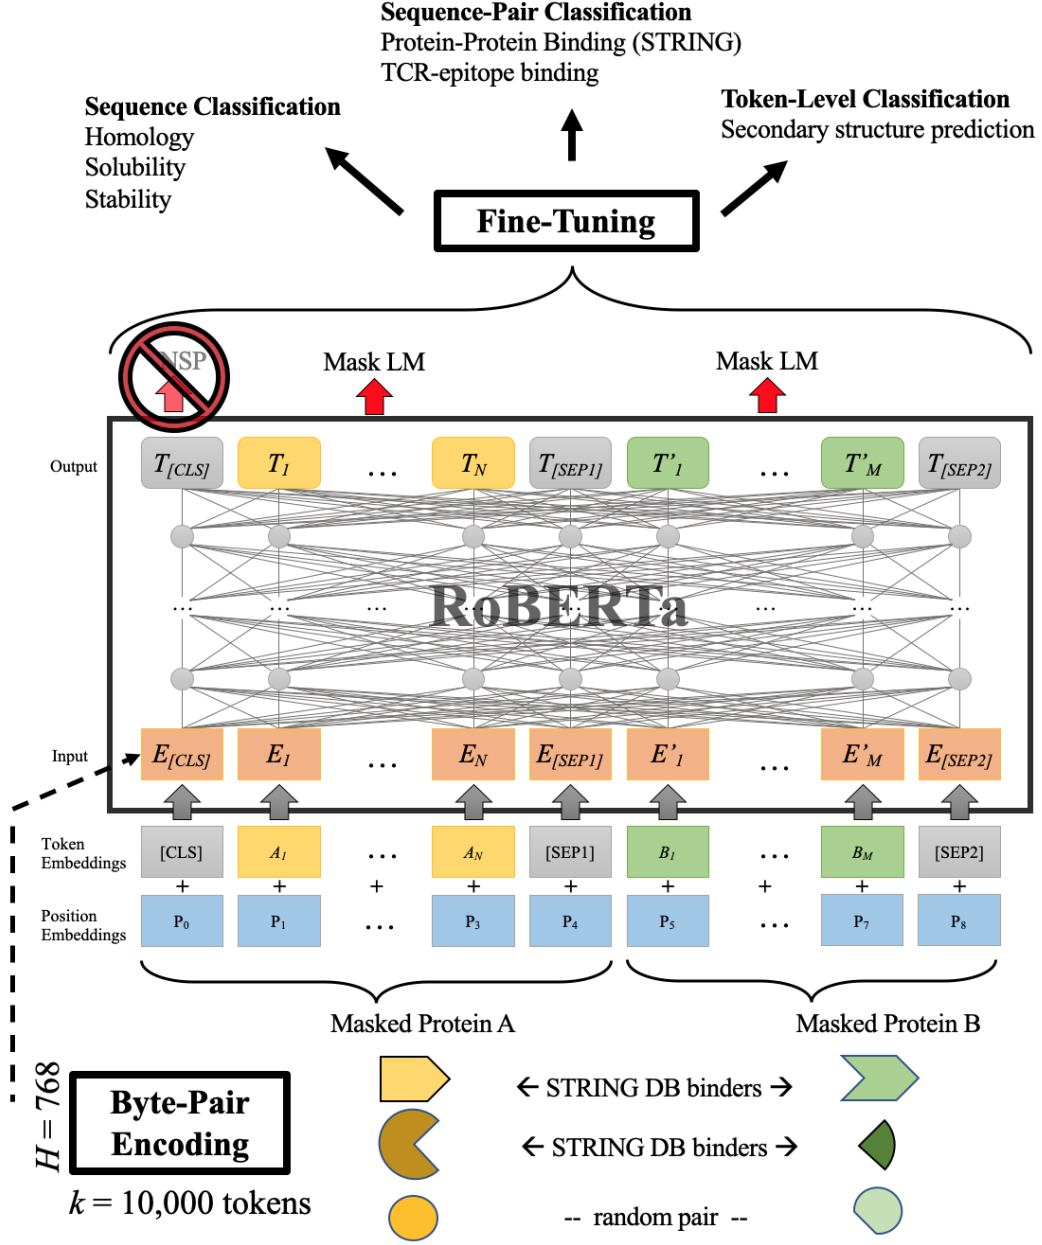 Sequence-Pair Classification
Protein-Protein Binding (STRING)
TCR-epitope binding
Sequence Classification
Homology
Solubility
Stability
Token-Level Classification
Secondary structure prediction
Fine-Tuning
NSP
Mask LM
Mask LM
Output
T[CLS] T1 ... TN T[SEP1] T'1 ... T'M T[SEP2]
... ... ... ... ... ... ... ... ...
RoBERTa
Input
E[CLS] E1 ... EN E[SEP1] E'1 ... E'M E[SEP2]
Token
Embeddings
[CLS] A1 ... AN [SEP1] B1 ... BM [SEP2]
+ + + + + + + + +
Position
Embeddings
P0 P1 ... P3 P4 P5 ... P7 P8
Masked Protein A
Masked Protein B
H = 768
Byte-Pair
Encoding
k = 10,000 tokens
← STRING DB binders →
← STRING DB binders →
-- random pair --